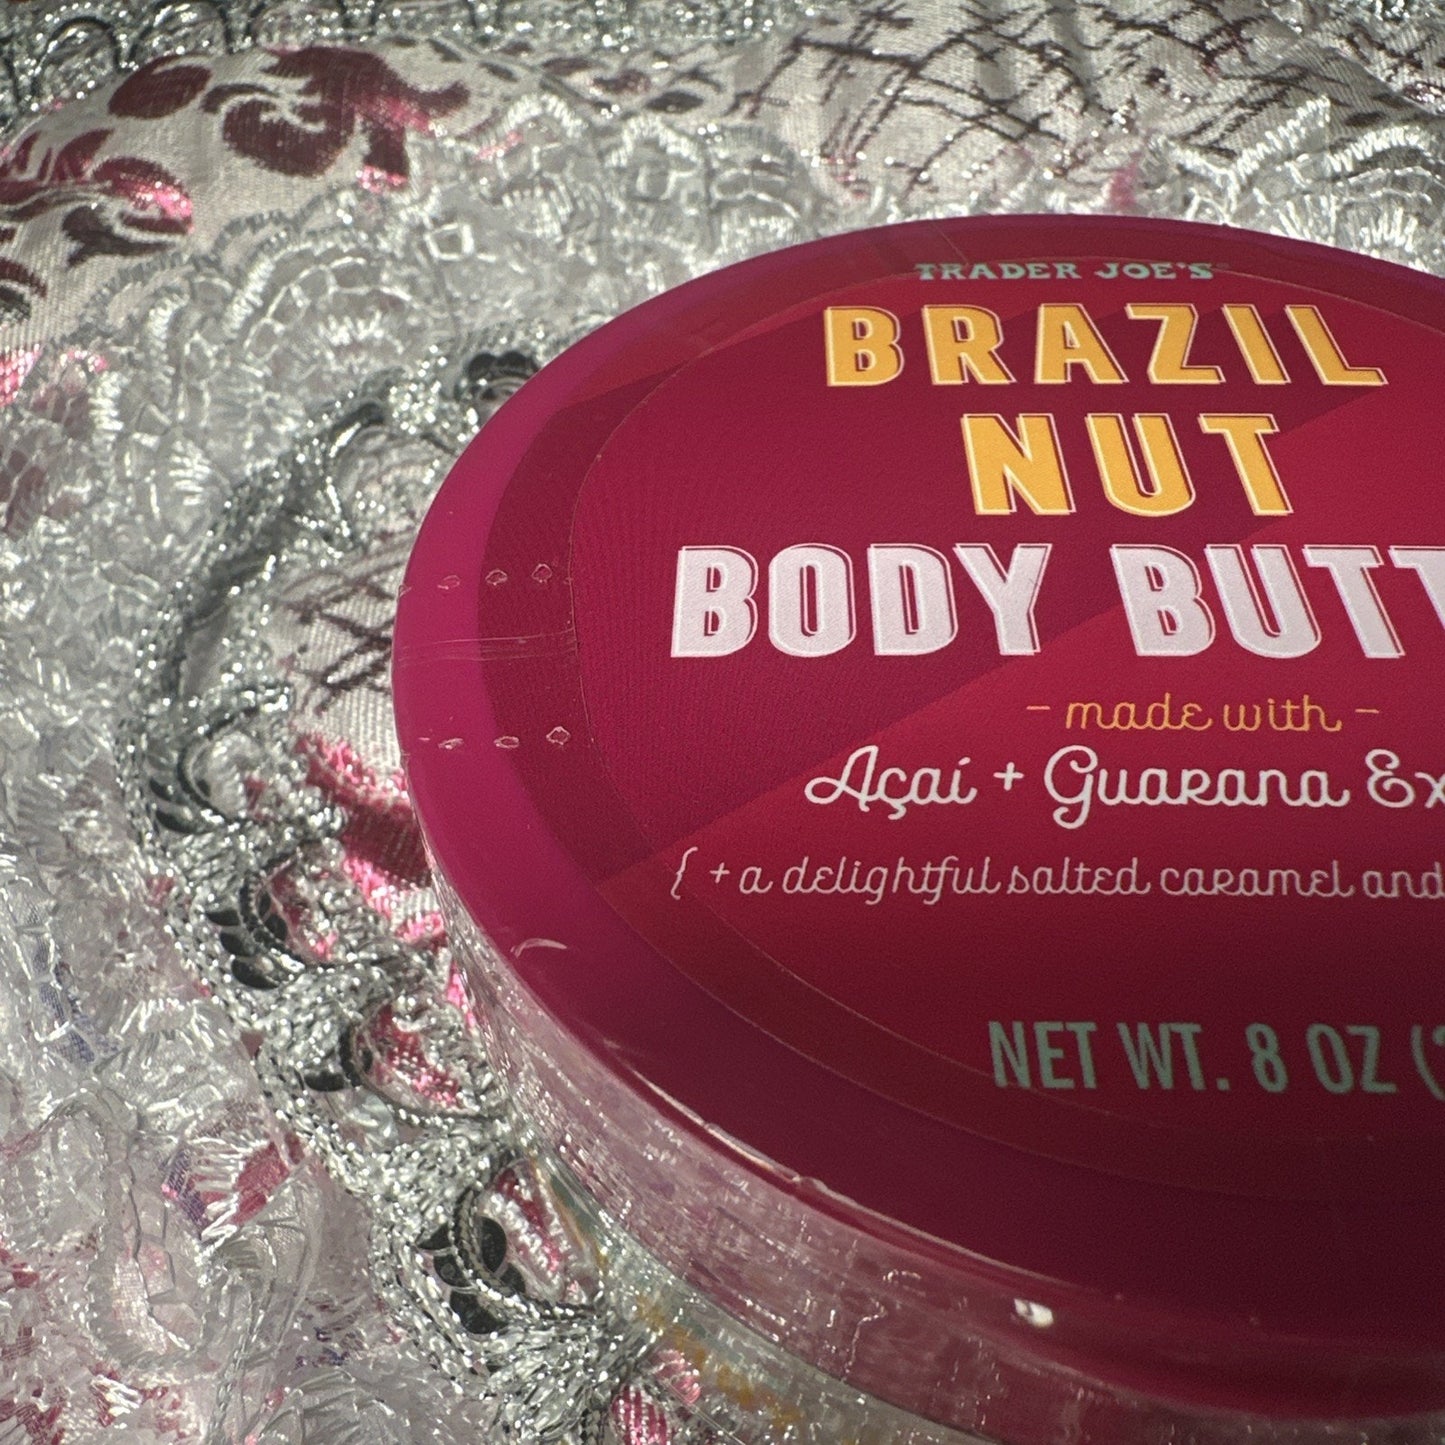 TRADER JOE'S
BRAZIL
NUT
BODY BUTT
- made with -
Açaí + Guarana Ex
{ + a delightful salted caramel and
NET WT. 8 OZ (